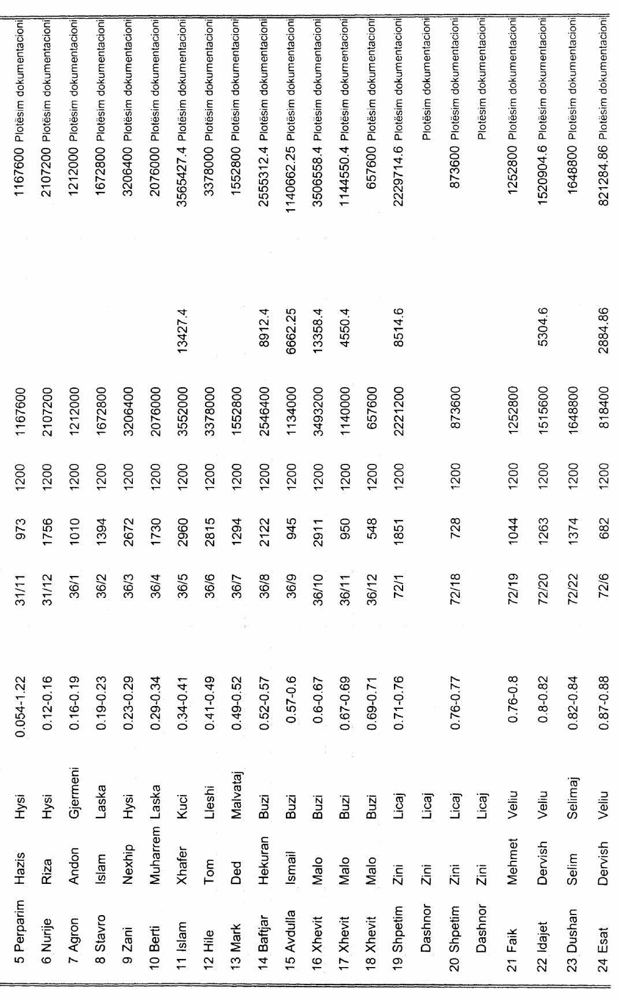 5 Perparim Hazis Hysi 0.054-1.22 31/11 973 1200 1167600 1167600 Plotësim dokumentacioni
6 Nurije Riza Hysi 0.12-0.16 31/12 1756 1200 2107200 2107200 Plotësim dokumentacioni
7 Agron Andon Gjermeni 0.16-0.19 36/1 1010 1200 1212000 1212000 Plotësim dokumentacioni
8 Stavro Islam Laska 0.19-0.23 36/2 1394 1200 1672800 1672800 Plotësim dokumentacioni
9 Zani Nexhip Hysi 0.23-0.29 36/3 2672 1200 3206400 3206400 Plotësim dokumentacioni
10 Berti Muharrem Laska 0.29-0.34 36/4 1730 1200 2076000 2076000 Plotësim dokumentacioni
11 Islam Xhafer Kuci 0.34-0.41 36/5 2960 1200 3552000 13427.4 3565427.4 Plotësim dokumentacioni
12 Hile Tom Lleshi 0.41-0.49 36/6 2815 1200 3378000 3378000 Plotësim dokumentacioni
13 Mark Ded Malvataj 0.49-0.52 36/7 1294 1200 1552800 1552800 Plotësim dokumentacioni
14 Baftjar Hekuran Buzi 0.52-0.57 36/8 2122 1200 2546400 8912.4 2555312.4 Plotësim dokumentacioni
15 Avdulla Ismail Buzi 0.57-0.6 36/9 945 1200 1134000 6662.25 1140662.25 Plotësim dokumentacioni
16 Xhevit Malo Buzi 0.6-0.67 36/10 2911 1200 3493200 13358.4 3506558.4 Plotësim dokumentacioni
17 Xhevit Malo Buzi 0.67-0.69 36/11 950 1200 1140000 4550.4 1144550.4 Plotësim dokumentacioni
18 Xhevit Malo Buzi 0.69-0.71 36/12 548 1200 657600 657600 Plotësim dokumentacioni
19 Shpetim Zini Licaj 0.71-0.76 72/1 1851 1200 2221200 8514.6 2229714.6 Plotësim dokumentacioni
Dashnor Zini Licaj Plotësim dokumentacioni
20 Shpetim Zini Licaj 0.76-0.77 72/18 728 1200 873600 873600 Plotësim dokumentacioni
Dashnor Zini Licaj Plotësim dokumentacioni
21 Faik Mehmet Veliu 0.76-0.8 72/19 1044 1200 1252800 1252800 Plotësim dokumentacioni
22 Idajet Dervish Veliu 0.8-0.82 72/20 1263 1200 1515600 5304.6 1520904.6 Plotësim dokumentacioni
23 Dushan Selim Selimaj 0.82-0.84 72/22 1374 1200 1648800 1648800 Plotësim dokumentacioni
24 Esat Dervish Veliu 0.87-0.88 72/6 682 1200 818400 2884.86 821284.86 Plotësim dokumentacioni